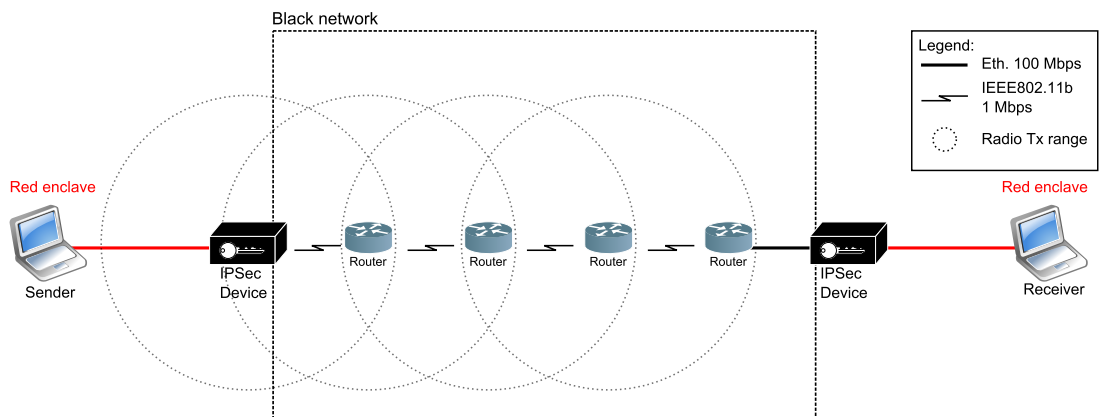 Black network
Legend:
Eth. 100 Mbps
IEEE802.11b
1 Mbps
Radio Tx range
Red enclave
Red enclave
Sender
IPSec
Device
Router
Router
Router
Router
IPSec
Device
Receiver